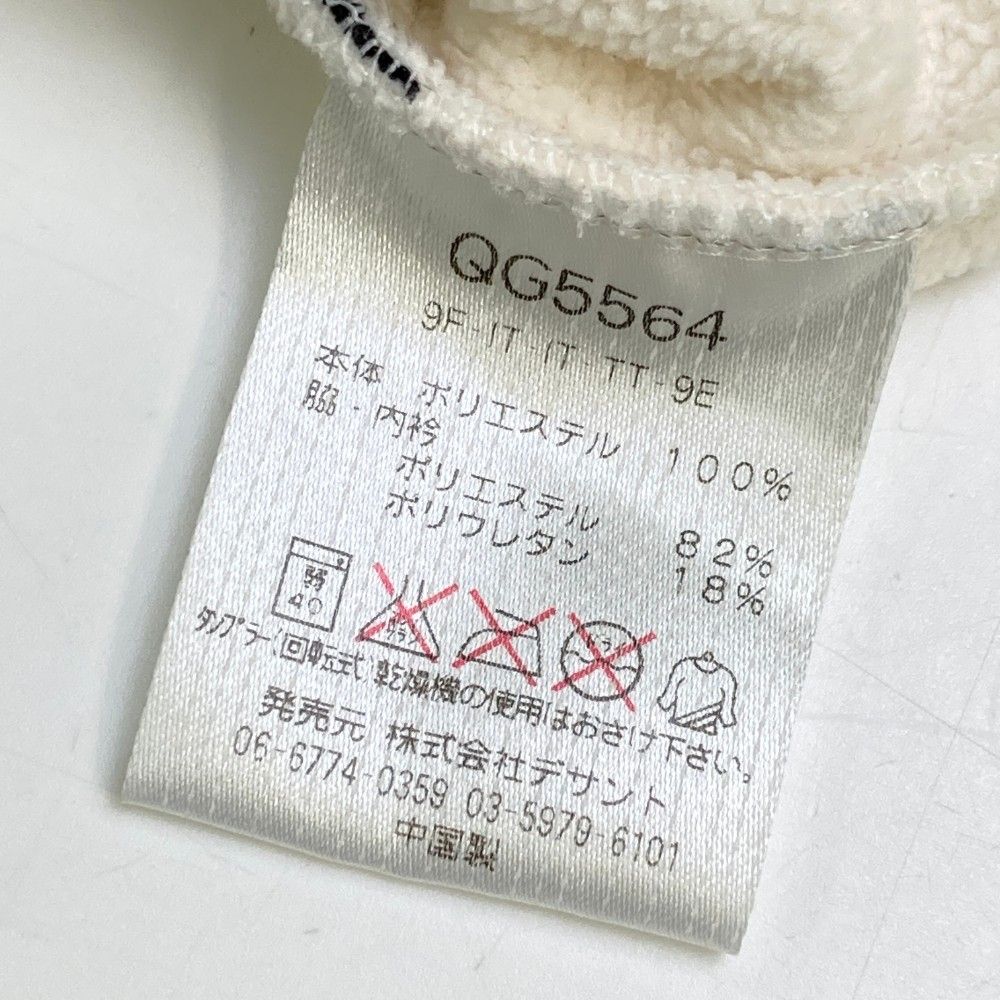 QG5564
9F-IT-IT-TT-9E
本体 ポリエステル 100%
脇・内衿
ポリエステル 82%
ポリウレタン 18%
弱
40
タンブラー(回転式)乾燥機の使用はおさけ下さい。
発売元 株式会社デサント
06-6774-0359 03-5979-6101
中国製